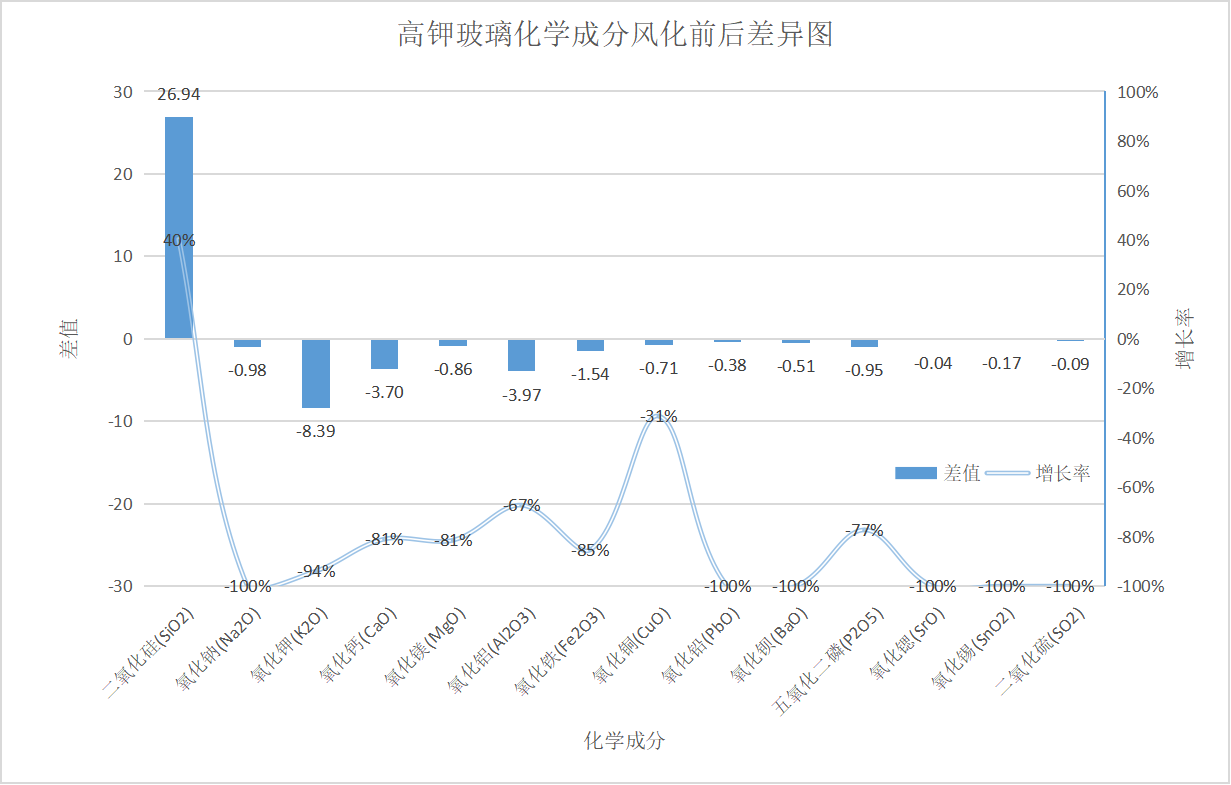 高钾玻璃化学成分风化前后差异图
30
20
10
0
-10
-20
-30
差值
26.94
-0.98
-8.39
-3.70
-0.86
-3.97
-1.54
-0.71
-0.38
-0.51
-0.95
-0.04
-0.17
-0.09
40%
-100%
-94%
-81%
-81%
-67%
-85%
-31%
-100%
-100%
-77%
-100%
-100%
-100%
100%
80%
60%
40%
20%
0%
-20%
-40%
-60%
-80%
-100%
增长率
差值 增长率
二氧化硅(SiO2)
氧化钠(Na2O)
氧化钾(K2O)
氧化钙(CaO)
氧化镁(MgO)
氧化铝(Al2O3)
氧化铁(Fe2O3)
氧化铜(CuO)
氧化铅(PbO)
氧化钡(BaO)
五氧化二磷(P2O5)
氧化锶(SrO)
氧化锡(SnO2)
二氧化硫(SO2)
化学成分